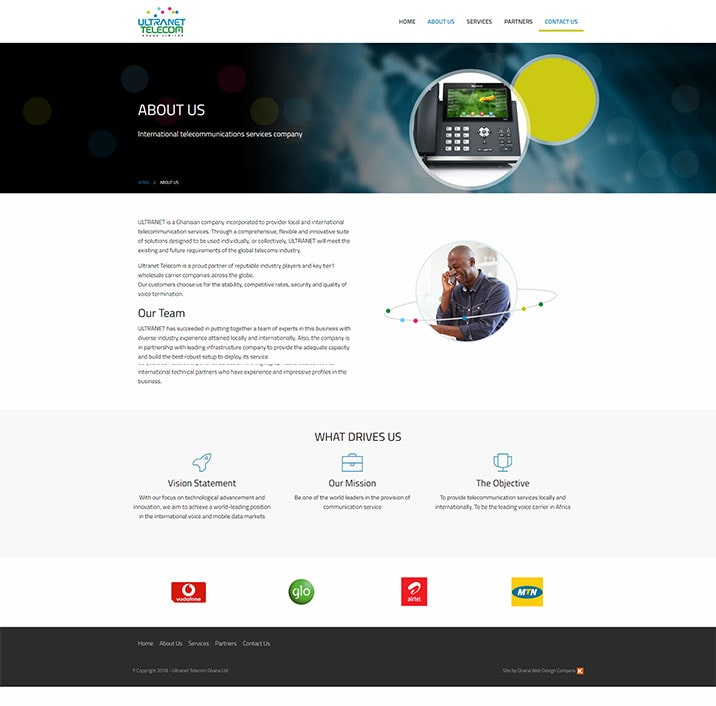 ULTRANET
TELECOM
GHANA LIMITED
HOME
ABOUT US
SERVICES
PARTNERS
CONTACT US
ABOUT US
International telecommunications services company
HOME / ABOUT US
ULTRANET is a Ghanaian company incorporated to provider local and international
telecommunication services. Through a comprehensive, flexible and innovative suite
of solutions designed to be used individually, or collectively, ULTRANET will meet the
existing and future requirements of the global telecoms industry.
Ultranet Telecom is a proud partner of reputable industry players and key tier1
wholesale carrier companies across the globe.
Our customers choose us for the stability, competitive rates, security and quality of
voice termination.
Our Team
ULTRANET has succeeded in putting together a team of experts in this business with
diverse industry experience attained locally and internationally. Also, the company is
in partnership with leading infrastructure company to provide the adequate capacity
and build the best robust setup to deploy its service.
international technical partners who have experience and impressive profiles in the
business.
WHAT DRIVES US
Vision Statement
With our focus on technological advancement and
innovation, we aim to achieve a world-leading position
in the international voice and mobile data markets
Our Mission
Be one of the world leaders in the provision of
communication service
The Objective
To provide telecommunication services locally and
internationally. To be the leading voice carrier in Africa
vodafone
glo
airtel
MTN
Home About Us Services Partners Contact Us
© Copyright 2018 - Ultranet Telecom Ghana Ltd
Site by Ghana Web Design Company